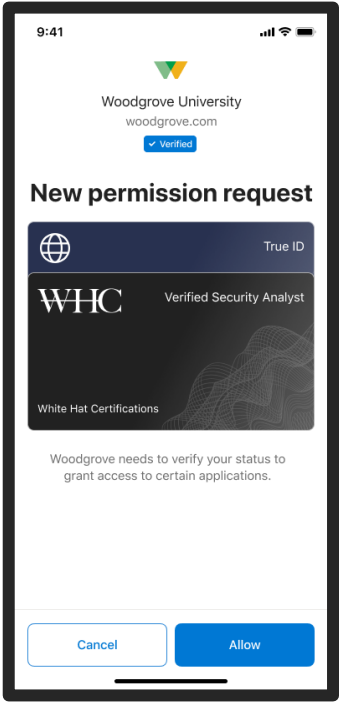 9:41
Woodgrove University
woodgrove.com
Verified
New permission request
True ID
WHC
Verified Security Analyst
White Hat Certifications
Woodgrove needs to verify your status to
grant access to certain applications.
Cancel
Allow